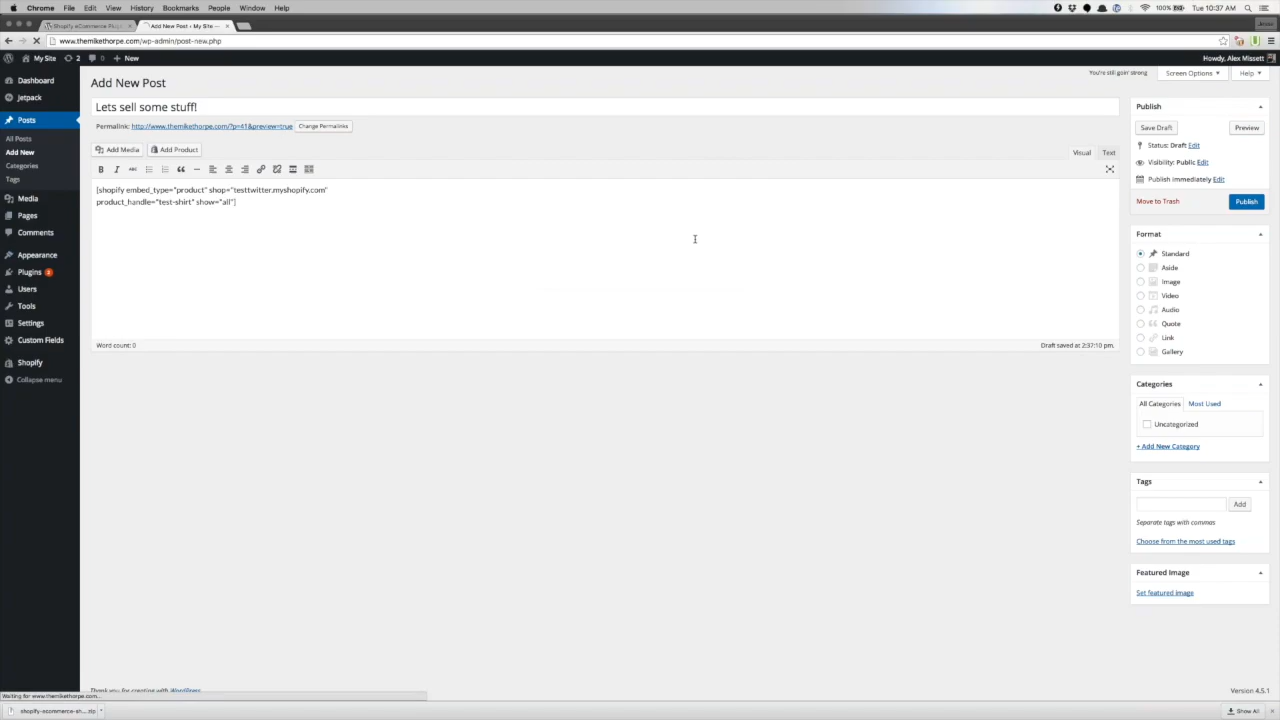 Chrome File Edit View History Bookmarks People Window Help
100% Tue 10:37 AM
Shopify eCommerce Plugi
Add New Post ‹ My Site —
www.themikethorpe.com/wp-admin/post-new.php
My Site 2 0 + New
Howdy, Alex Missett
Dashboard
Jetpack
Posts
All Posts
Add New
Categories
Tags
Media
Pages
Comments
Appearance
Plugins
Users
Tools
Settings
Custom Fields
Shopify
Collapse menu
Add New Post
You're still goin' strong
Screen Options
Help
Lets sell some stuff!
Permalink: http://www.themikethorpe.com/?p=41&preview=true Change Permalinks
Add Media Add Product
Visual Text
ABC
[shopify embed_type="product" shop="testtwitter.myshopify.com"
product_handle="test-shirt" show="all"]
Word count: 0
Draft saved at 2:37:10 pm.
Publish
Save Draft Preview
Status: Draft Edit
Visibility: Public Edit
Publish immediately Edit
Move to Trash Publish
Format
Standard
Aside
Image
Video
Audio
Quote
Link
Gallery
Categories
All Categories Most Used
Uncategorized
+ Add New Category
Tags
Add
Separate tags with commas
Choose from the most used tags
Featured Image
Set featured image
Thank you for creating with WordPress.
Version 4.5.1
Waiting for www.themikethorpe.com...
shopify-ecommerce-sh....zip
Show All